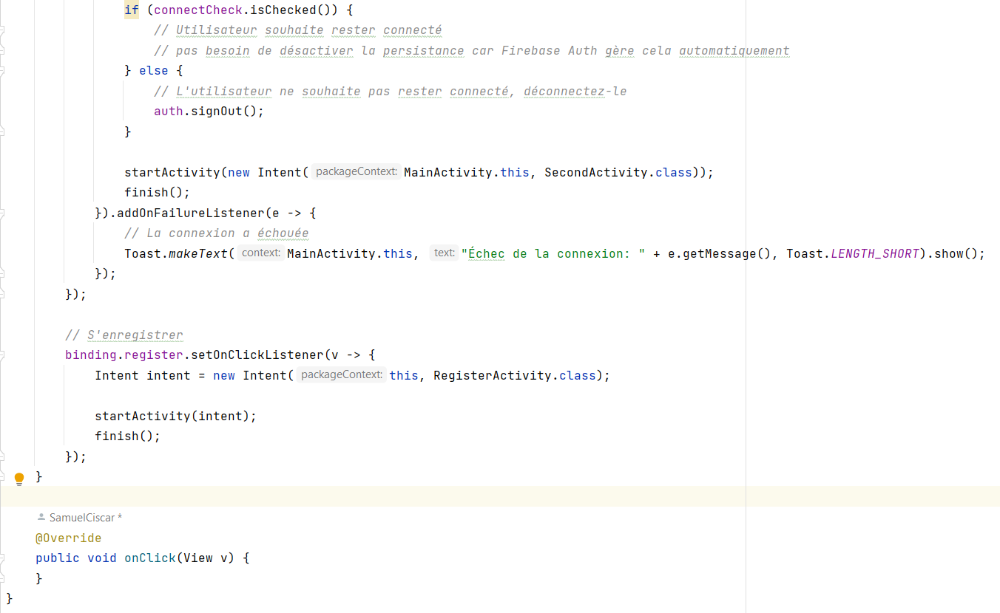 if (connectCheck.isChecked()) {
// Utilisateur souhaite rester connecté
// pas besoin de désactiver la persistance car Firebase Auth gère cela automatiquement
} else {
// L'utilisateur ne souhaite pas rester connecté, déconnectez-le
auth.signOut();
}
startActivity(new Intent( packageContext: MainActivity.this, SecondActivity.class));
finish();
}).addOnFailureListener(e -> {
// La connexion a échouée
Toast.makeText( context: MainActivity.this, text: "Échec de la connexion: " + e.getMessage(), Toast.LENGTH_SHORT).show();
});
});
// S'enregistrer
binding.register.setOnClickListener(v -> {
Intent intent = new Intent( packageContext: this, RegisterActivity.class);
startActivity(intent);
finish();
});
}
SamuelCiscar *
@Override
public void onClick(View v) {
}
}